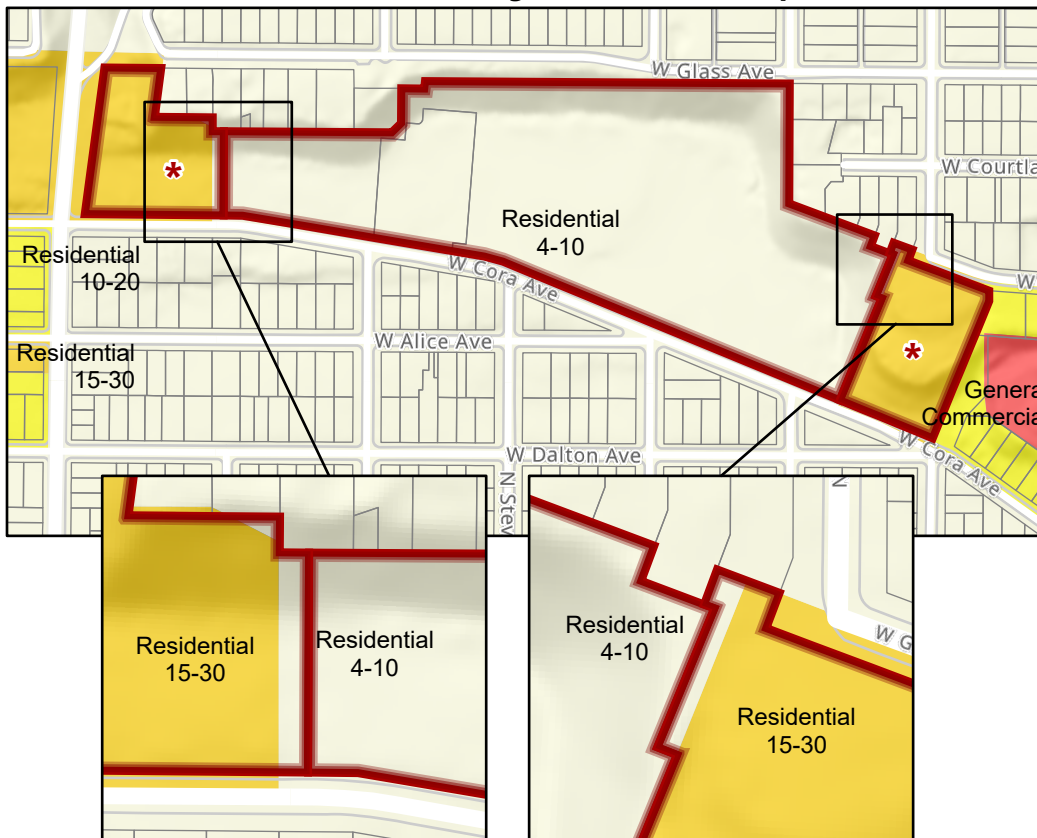 W Glass Ave
W Courtla
*
Residential
4-10
Residential
10-20
W Cora Ave
W
W Alice Ave
Residential
15-30
*
Genera
Commercia
W Dalton Ave
W Cora Ave
N Stev
N
Residential
15-30
Residential
4-10
Residential
4-10
W G
Residential
15-30